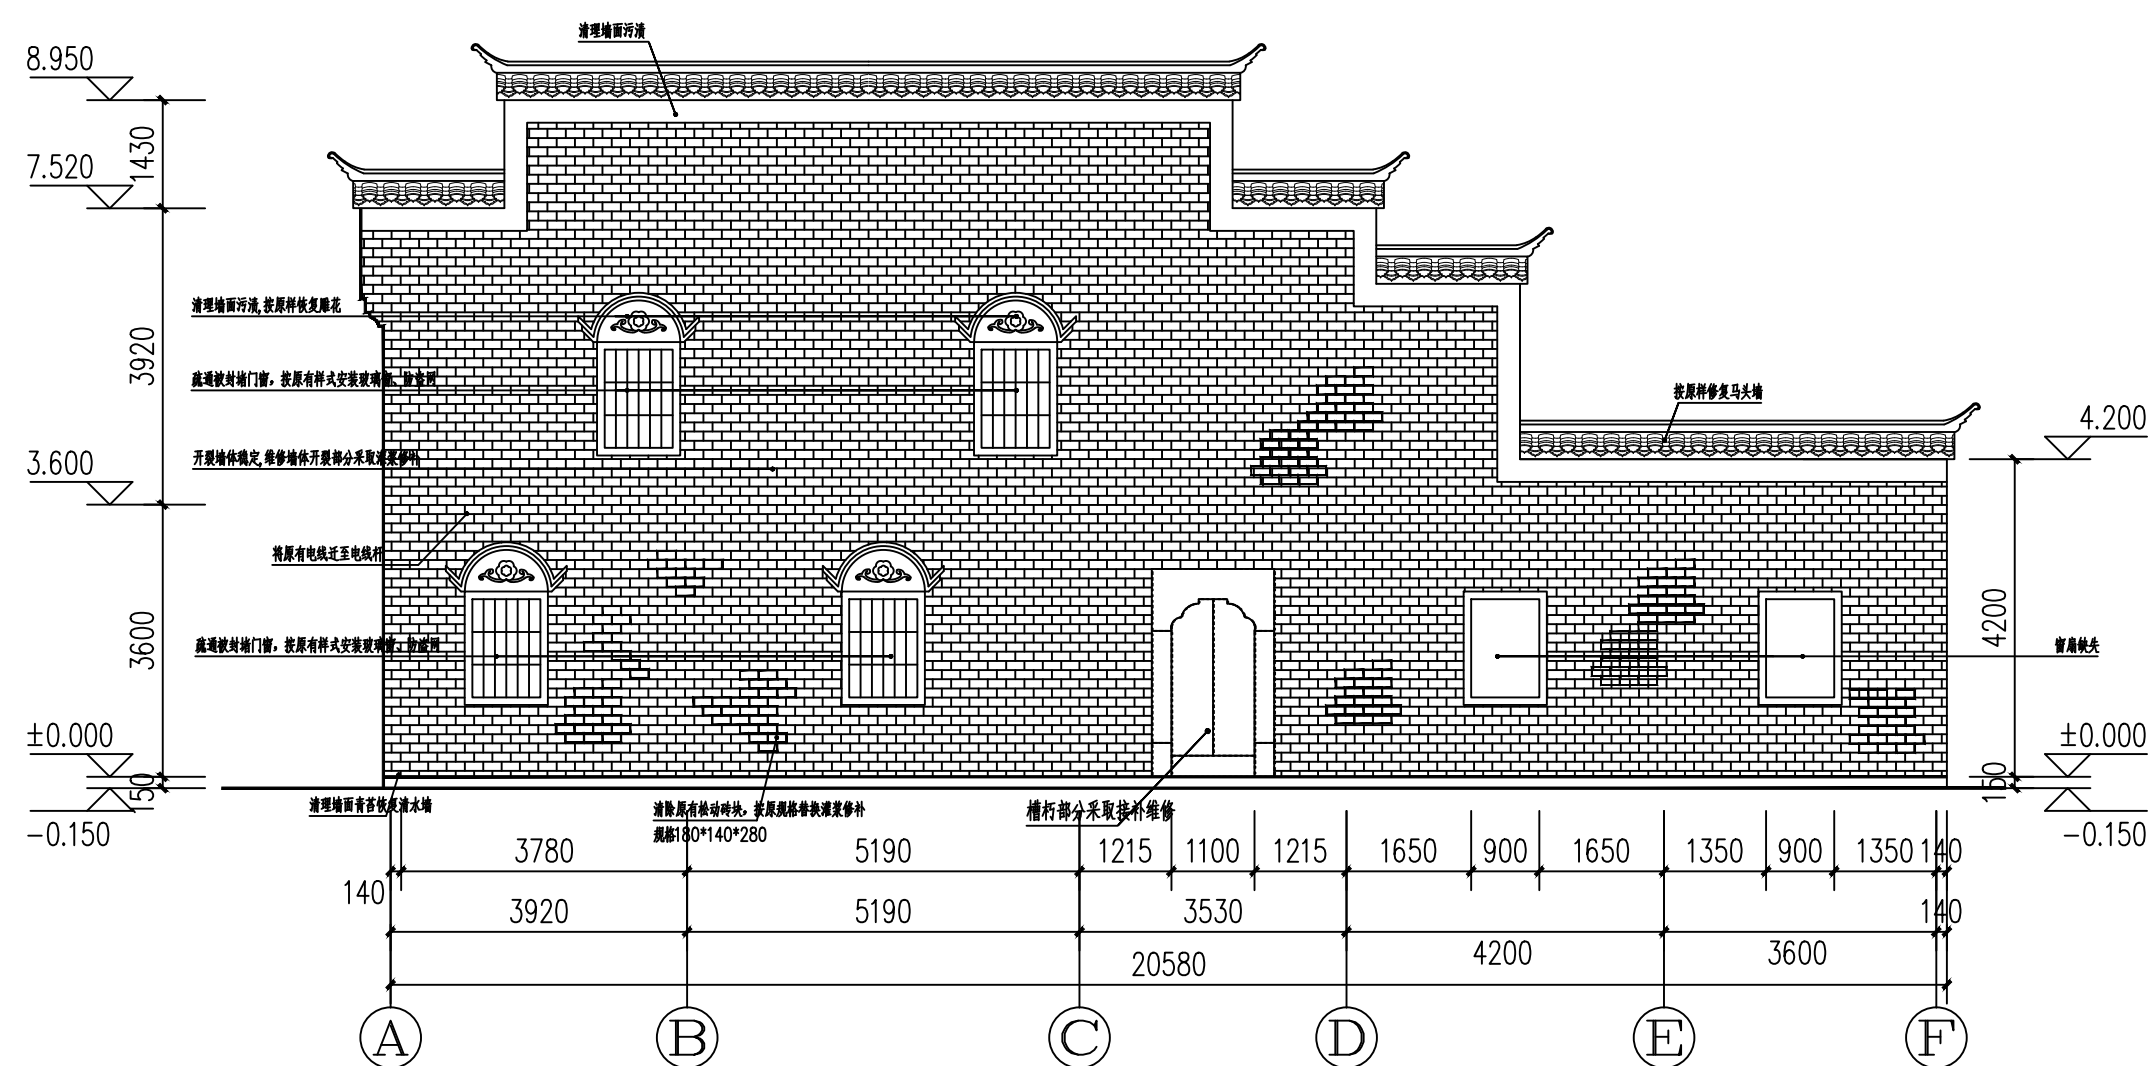 清理墙面污渍
8.950
1430
7.520
清理墙面污渍,按原样恢复雕花
3920
疏通被封堵门窗，按原有样式安装玻璃窗、防盗网
按原样修复马头墙
4.200
开裂墙体稳定,维修墙体开裂部分采取灌浆修补
3.600
将原有电线迁至电线杆
3600
4200
疏通被封堵门窗，按原有样式安装玻璃窗、防盗网
窗扇缺失
±0.000
±0.000
150
150
清理墙面青苔恢复清水墙
清除原有松动砖块，按原规格替换灌浆修补
规格180*140*280
槽朽部分采取接补维修
-0.150
-0.150
3780 5190 1215 1100 1215 1650 900 1650 1350 900 1350 140
140
3920 5190 3530 140
4200 3600
20580
A B C D E F